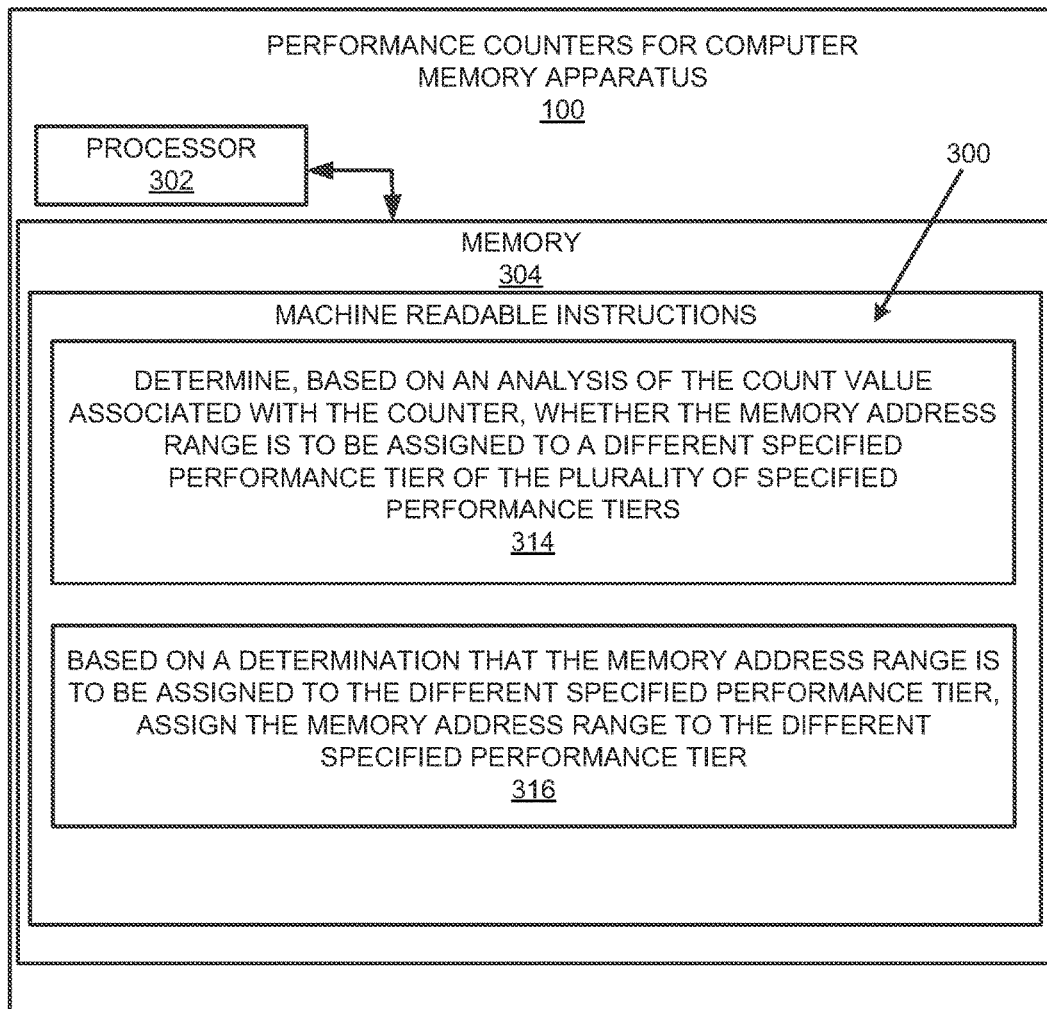 PERFORMANCE COUNTERS FOR COMPUTER
MEMORY APPARATUS
100
PROCESSOR
302
300
MEMORY
304
MACHINE READABLE INSTRUCTIONS
DETERMINE, BASED ON AN ANALYSIS OF THE COUNT VALUE
ASSOCIATED WITH THE COUNTER, WHETHER THE MEMORY ADDRESS
RANGE IS TO BE ASSIGNED TO A DIFFERENT SPECIFIED
PERFORMANCE TIER OF THE PLURALITY OF SPECIFIED
PERFORMANCE TIERS
314
BASED ON A DETERMINATION THAT THE MEMORY ADDRESS RANGE IS
TO BE ASSIGNED TO THE DIFFERENT SPECIFIED PERFORMANCE TIER,
ASSIGN THE MEMORY ADDRESS RANGE TO THE DIFFERENT
SPECIFIED PERFORMANCE TIER
316